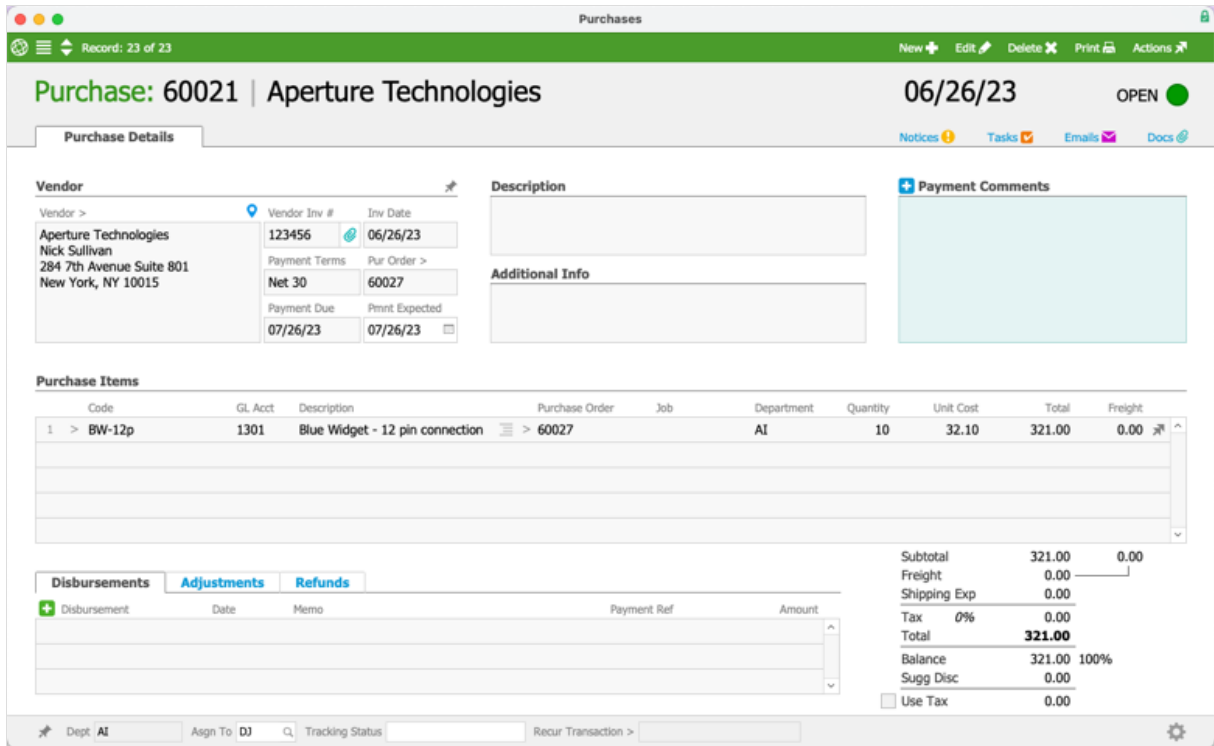 Purchases
Record: 23 of 23 New Edit Delete Print Actions
Purchase: 60021 | Aperture Technologies 06/26/23 OPEN
Purchase Details Notices Tasks Emails Docs
Vendor Description Payment Comments
Vendor > Vendor Inv # Inv Date
Aperture Technologies 123456 06/26/23
Nick Sullivan
284 7th Avenue Suite 801 Payment Terms Pur Order >
New York, NY 10015 Net 30 60027
Additional Info
Payment Due Pmnt Expected
07/26/23 07/26/23
Purchase Items
Code GL Acct Description Purchase Order Job Department Quantity Unit Cost Total Freight
1 > BW-12p 1301 Blue Widget - 12 pin connection > 60027 AI 10 32.10 321.00 0.00
Subtotal 321.00 0.00
Freight 0.00
Shipping Exp 0.00
Tax 0% 0.00
Total 321.00
Balance 321.00 100%
Sugg Disc 0.00
Use Tax 0.00
Disbursements Adjustments Refunds
Disbursement Date Memo Payment Ref Amount
Dept AI Asgn To DJ Tracking Status Recur Transaction >